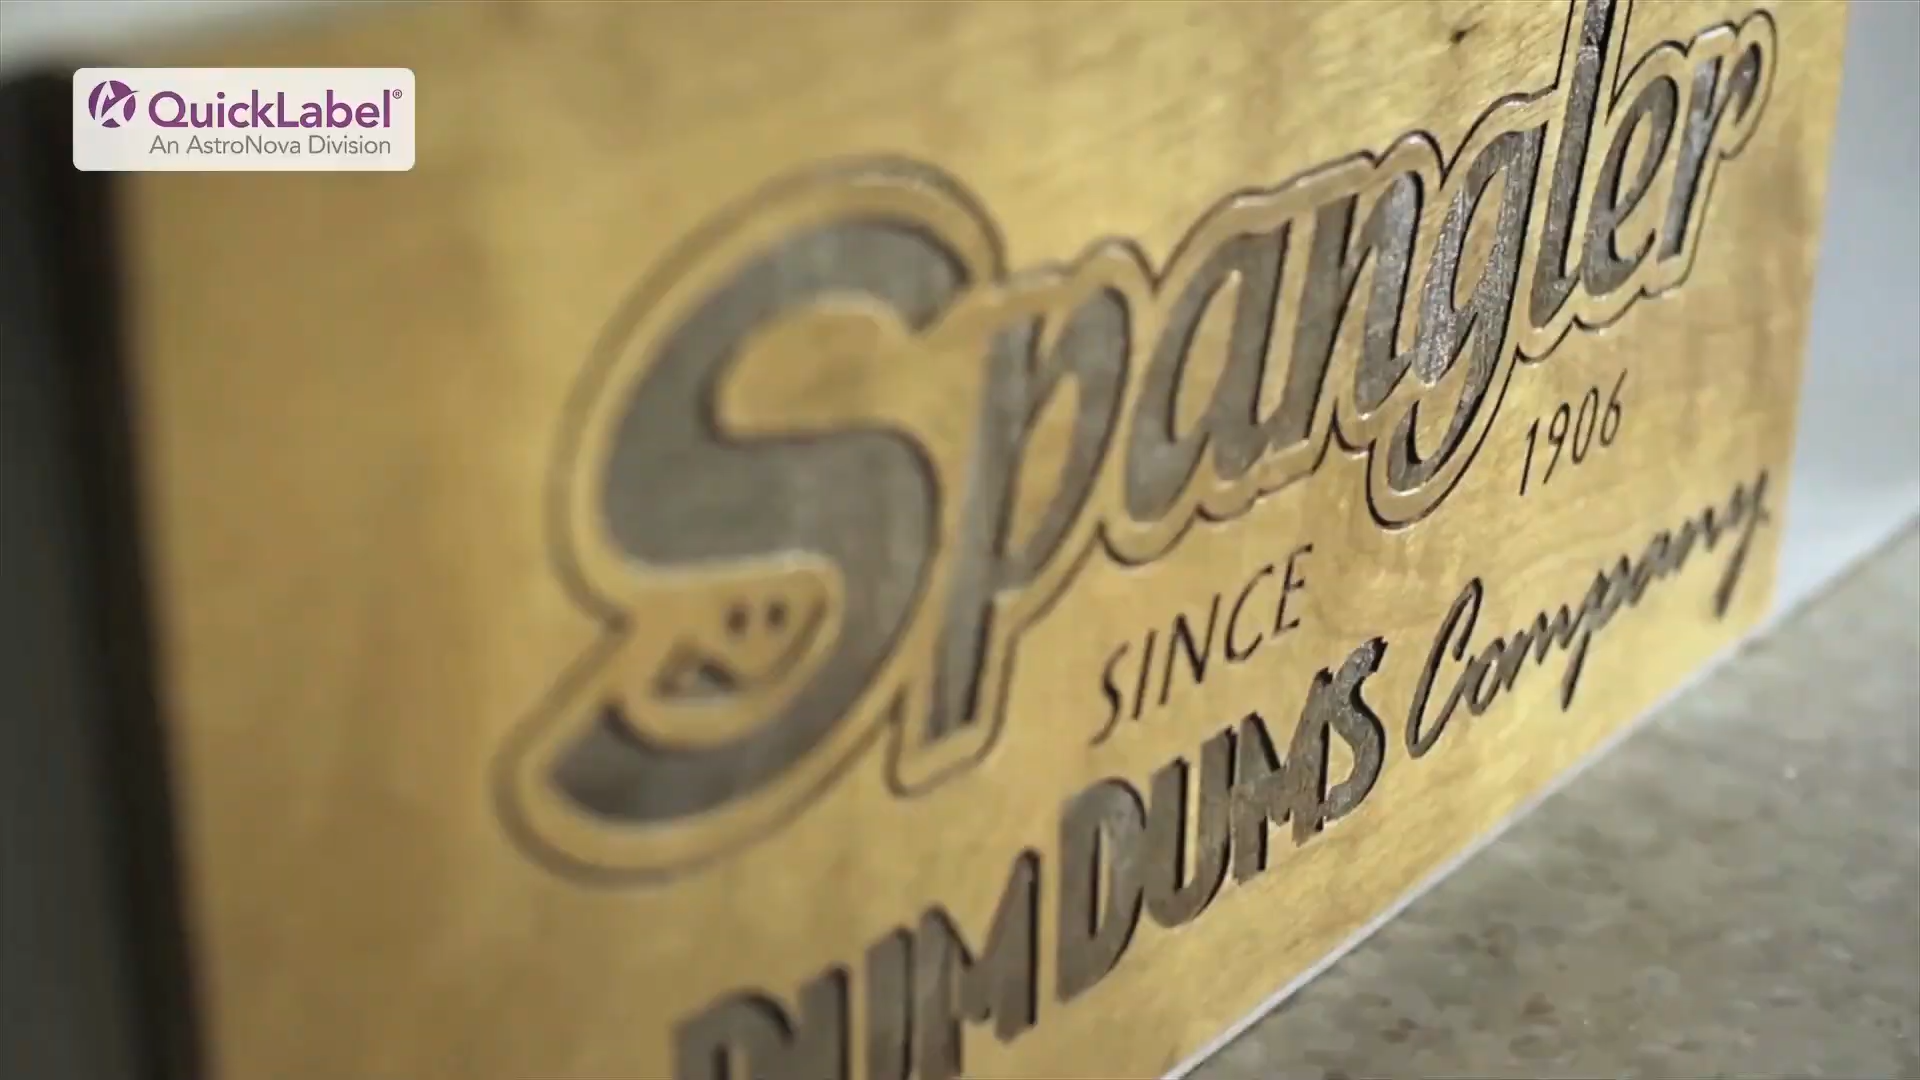 QuickLabel®
An AstroNova Division
Spangler
SINCE 1906
DUM DUMS Company